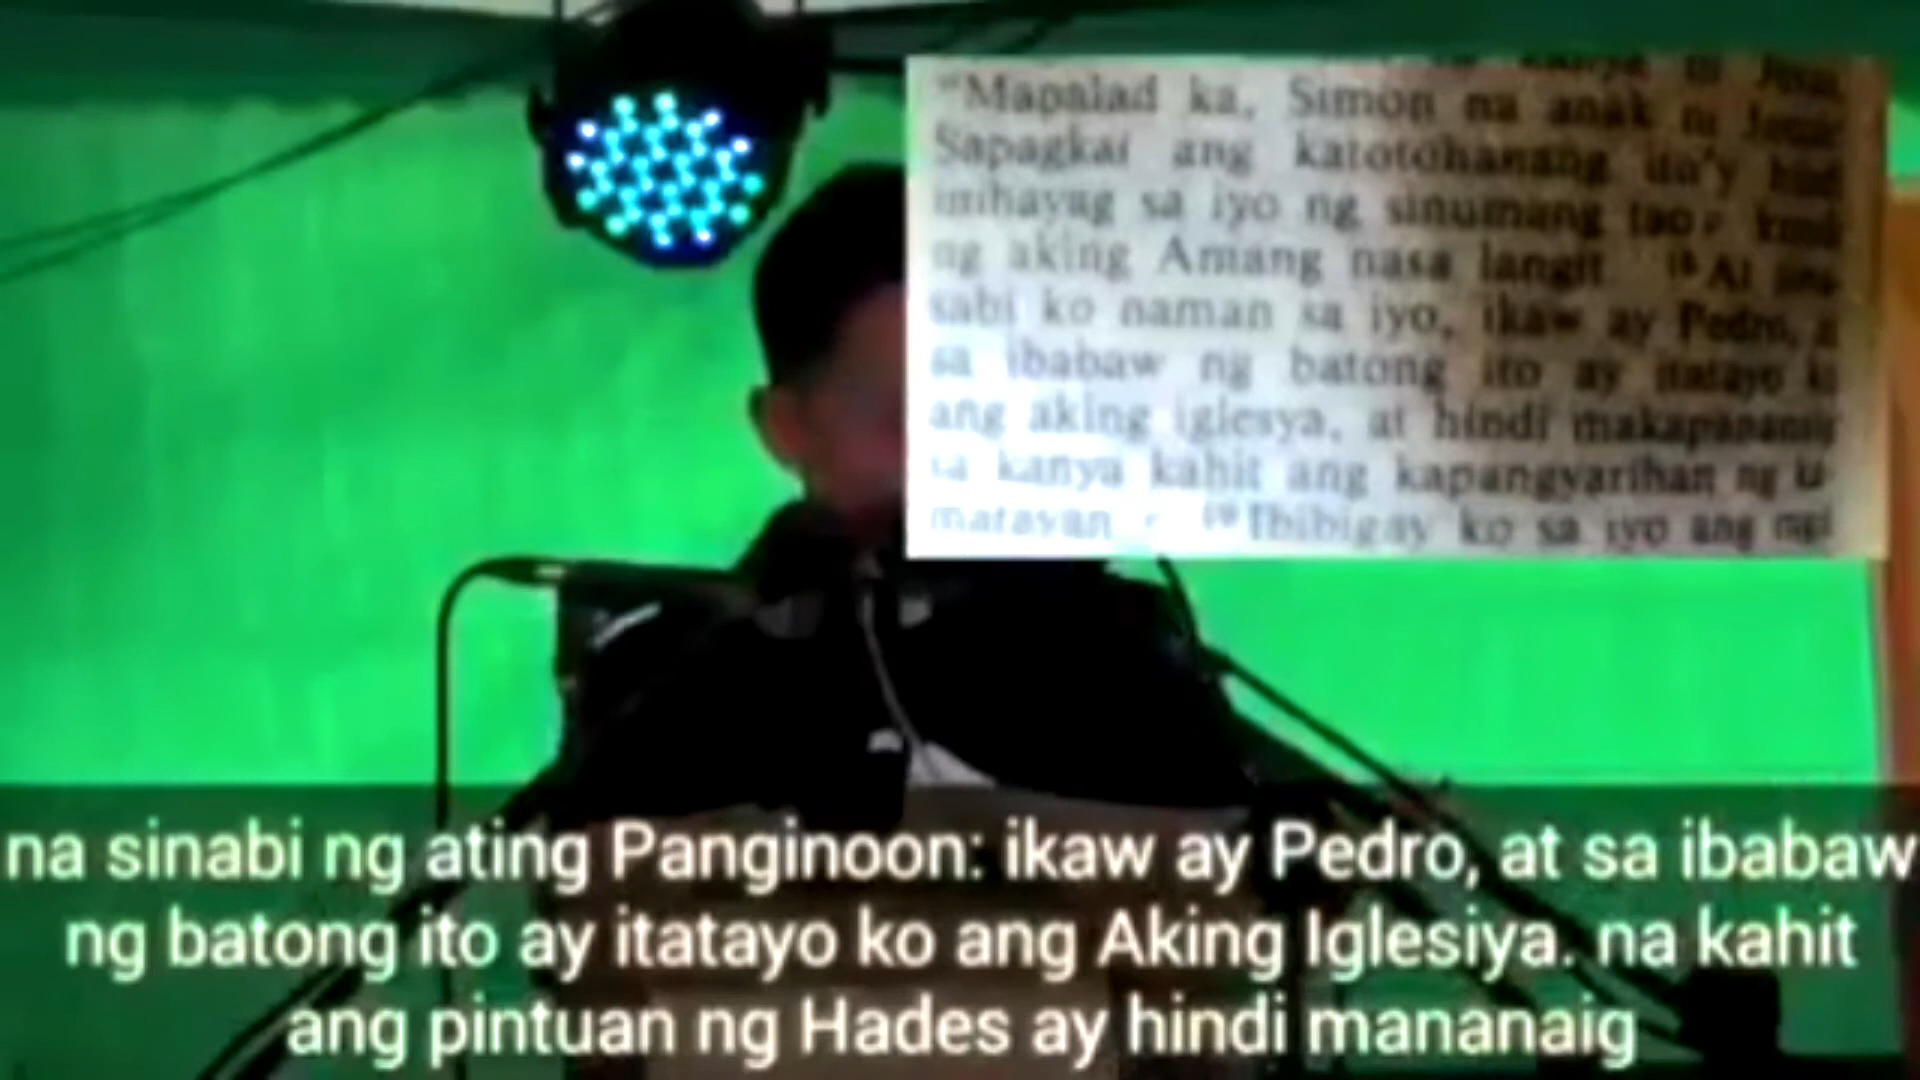 "Mapalad ka, Simon na anak ni
Sapagkat ang katotohanang ito'y
inihayag sa iyo ng sinumang tao
ng aking Amang nasa langit 18 At
sabi ko naman sa iyo, ikaw ay Pedro,
sa ibabaw ng batong ito ay itatayo
ang aking iglesya, at hindi
sa kanya kahit ang kapangyarihan ng
matayan 19 Ibibigay ko sa iyo ang
na sinabi ng ating Panginoon: ikaw ay Pedro, at sa ibabaw
ng batong ito ay itatayo ko ang Aking Iglesiya. na kahit
ang pintuan ng Hades ay hindi mananaig